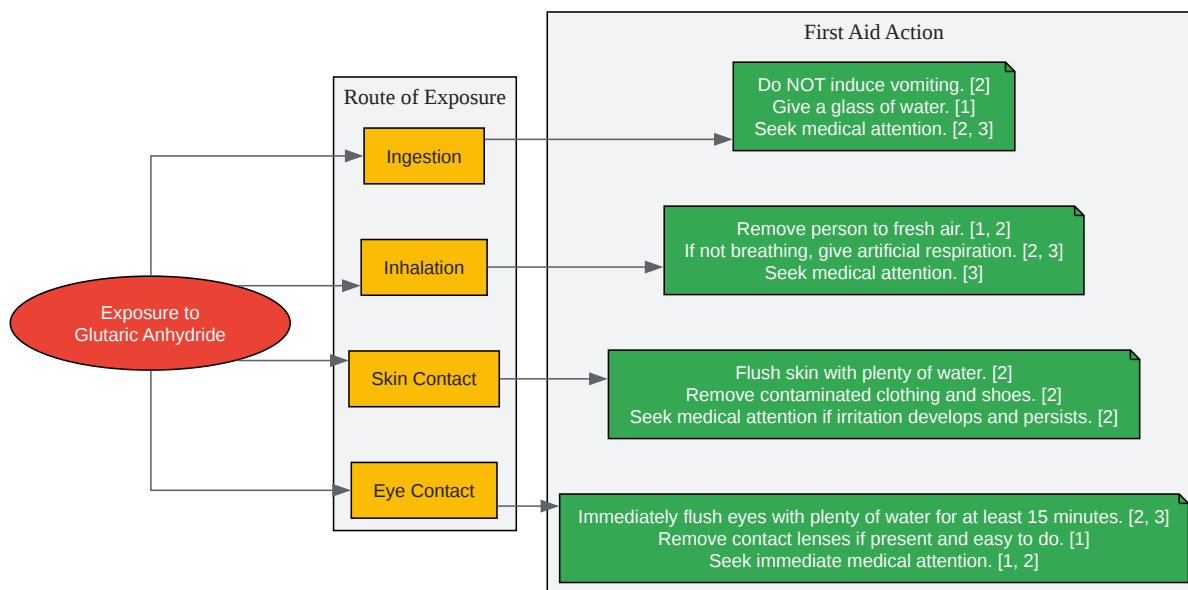 First Aid Action
Route of Exposure
Do NOT induce vomiting. [2]
Give a glass of water. [1]
Seek medical attention. [2, 3]
Ingestion
Remove person to fresh air. [1, 2]
If not breathing, give artificial respiration. [2, 3]
Seek medical attention. [3]
Inhalation
Exposure to
Glutaric Anhydride
Skin Contact
Flush skin with plenty of water. [2]
Remove contaminated clothing and shoes. [2]
Seek medical attention if irritation develops and persists. [2]
Eye Contact
Immediately flush eyes with plenty of water for at least 15 minutes. [2, 3]
Remove contact lenses if present and easy to do. [1]
Seek immediate medical attention. [1, 2]